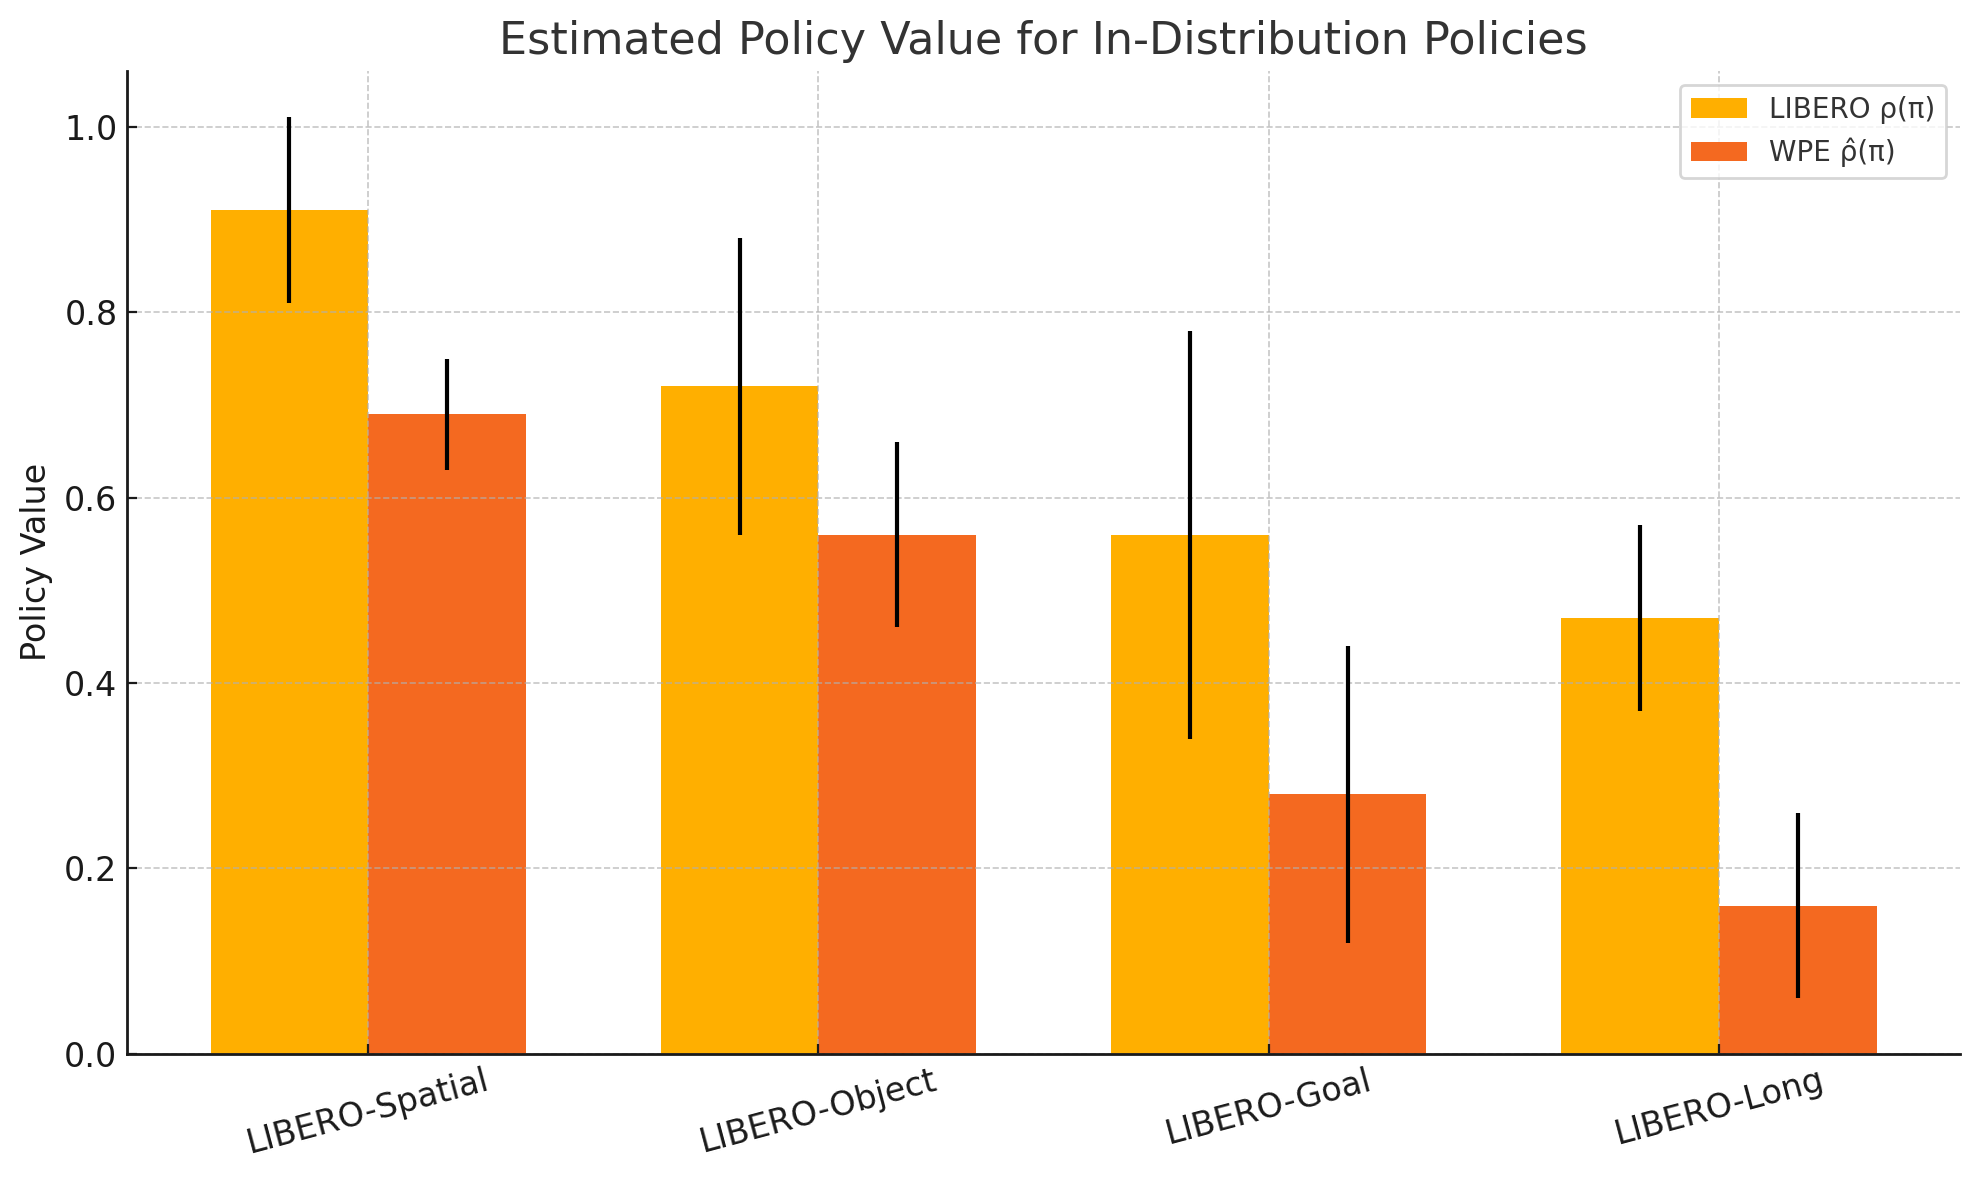 Estimated Policy Value for In-Distribution Policies
LIBERO ρ(π)
WPE ρ̂(π)
Policy Value
1.0
0.8
0.6
0.4
0.2
0.0
LIBERO-Spatial
LIBERO-Object
LIBERO-Goal
LIBERO-Long